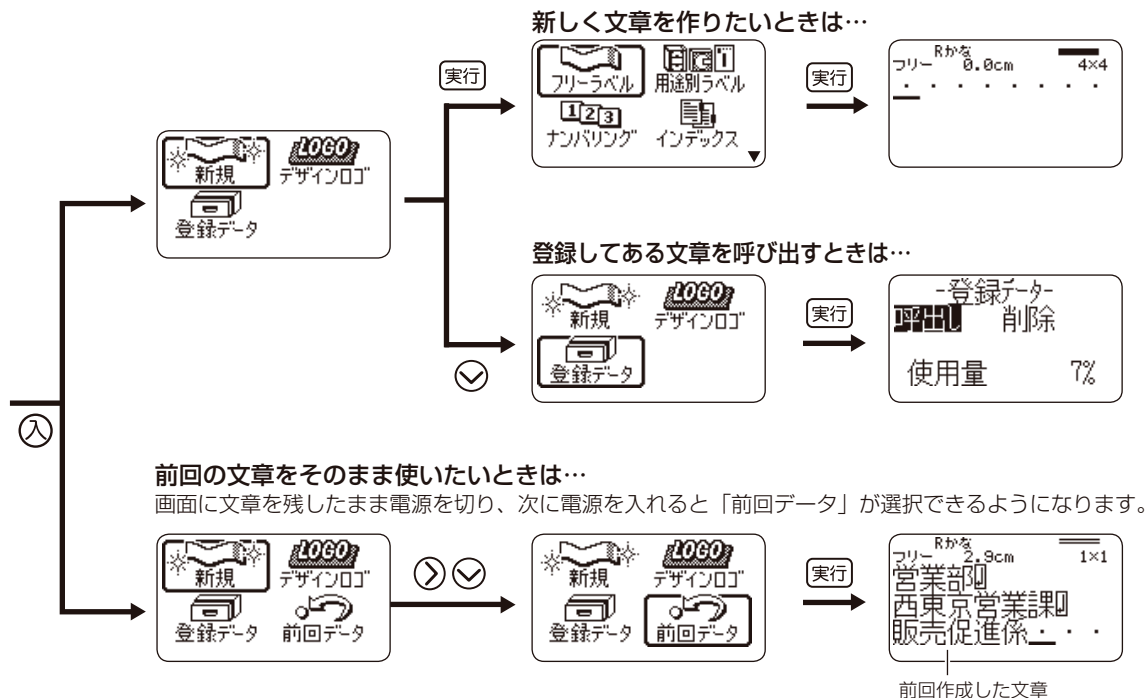 新しく文章を作りたいときは…
実行
フリーラベル 用途別ラベル
123
ナンバリング インデックス
実行
Rかな
フリー 0.0cm 4×4
LOGO
新規 デザインロゴ
登録データ
登録してある文章を呼び出すときは…
LOGO
新規 デザインロゴ
登録データ
実行
-登録データ-
呼出し 削除
使用量 7%
入
前回の文章をそのまま使いたいときは…
画面に文章を残したまま電源を切り、次に電源を入れると「前回データ」が選択できるようになります。
LOGO
新規 デザインロゴ
登録データ 前回データ
LOGO
新規 デザインロゴ
登録データ 前回データ
実行
Rかな
フリー 2.9cm 1×1
営業部
西東京営業課
販売促進係
前回作成した文章